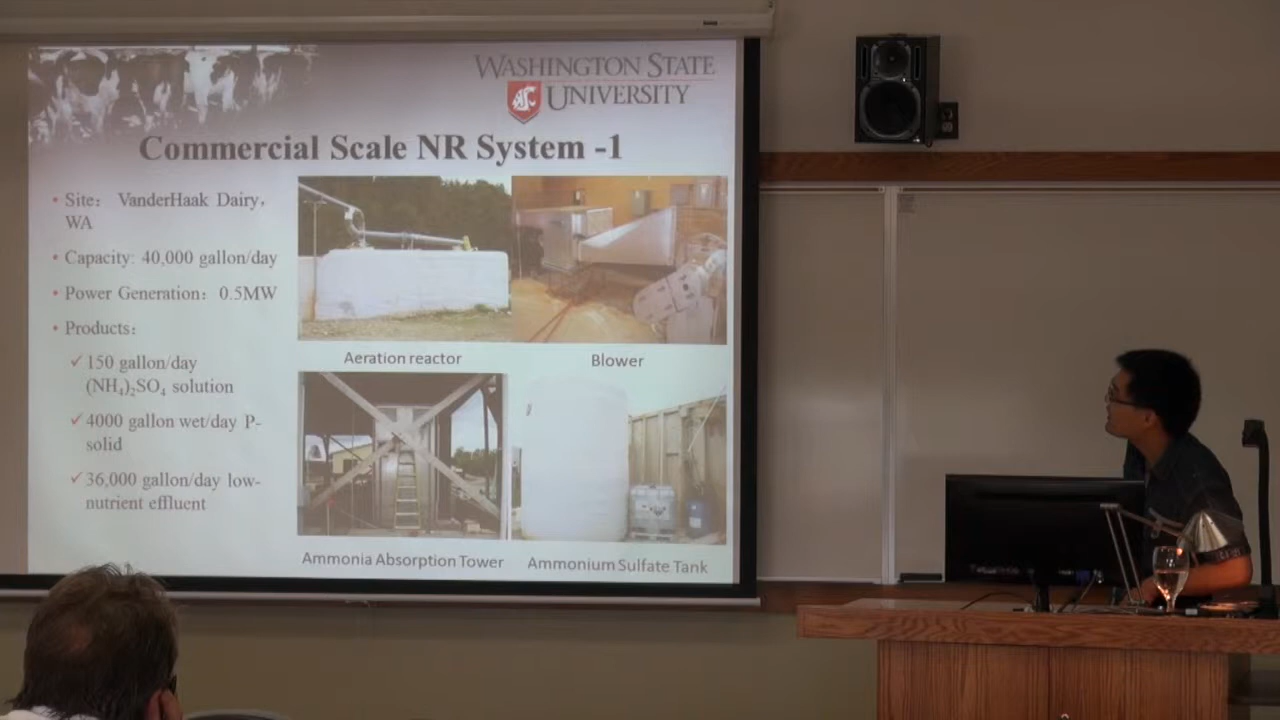 WASHINGTON STATE
UNIVERSITY
Commercial Scale NR System -1
• Site: VanderHaak Dairy,
WA
• Capacity: 40,000 gallon/day
• Power Generation: 0.5MW
• Products:
✓ 150 gallon/day
(NH₄)₂SO₄ solution
✓ 4000 gallon wet/day P-
solid
✓ 36,000 gallon/day low-
nutrient effluent
Aeration reactor
Blower
Ammonia Absorption Tower
Ammonium Sulfate Tank